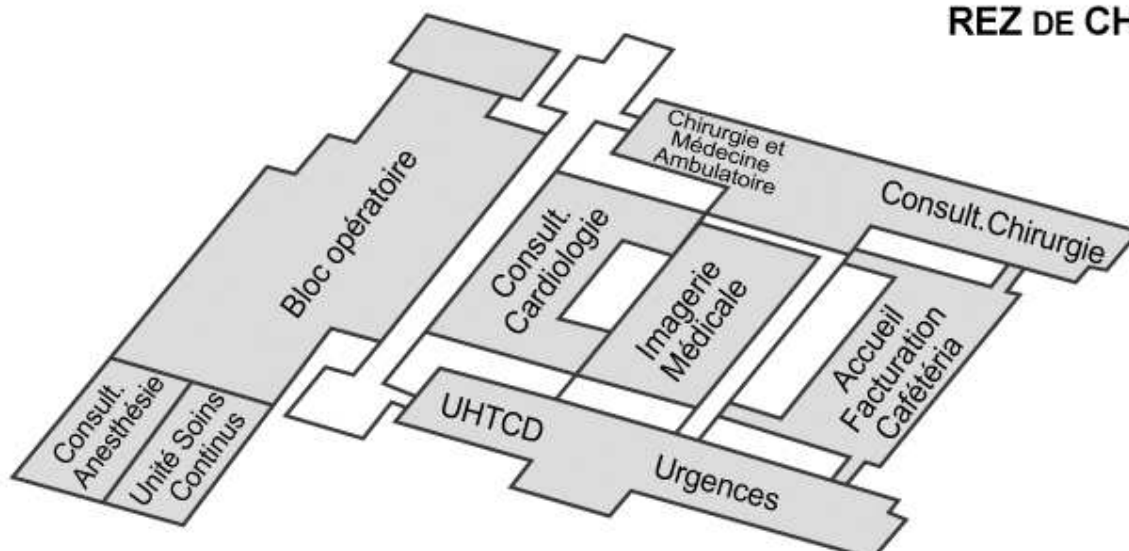 REZ DE CH
Chirurgie et
Médecine
Ambulatoire
Consult.Chirurgie
Bloc opératoire
Consult.
Cardiologie
Imagerie
Médicale
Accueil
Facturation
Cafétéria
Consult.
Anesthésie
Unité Soins
Continus
UHTCD
Urgences